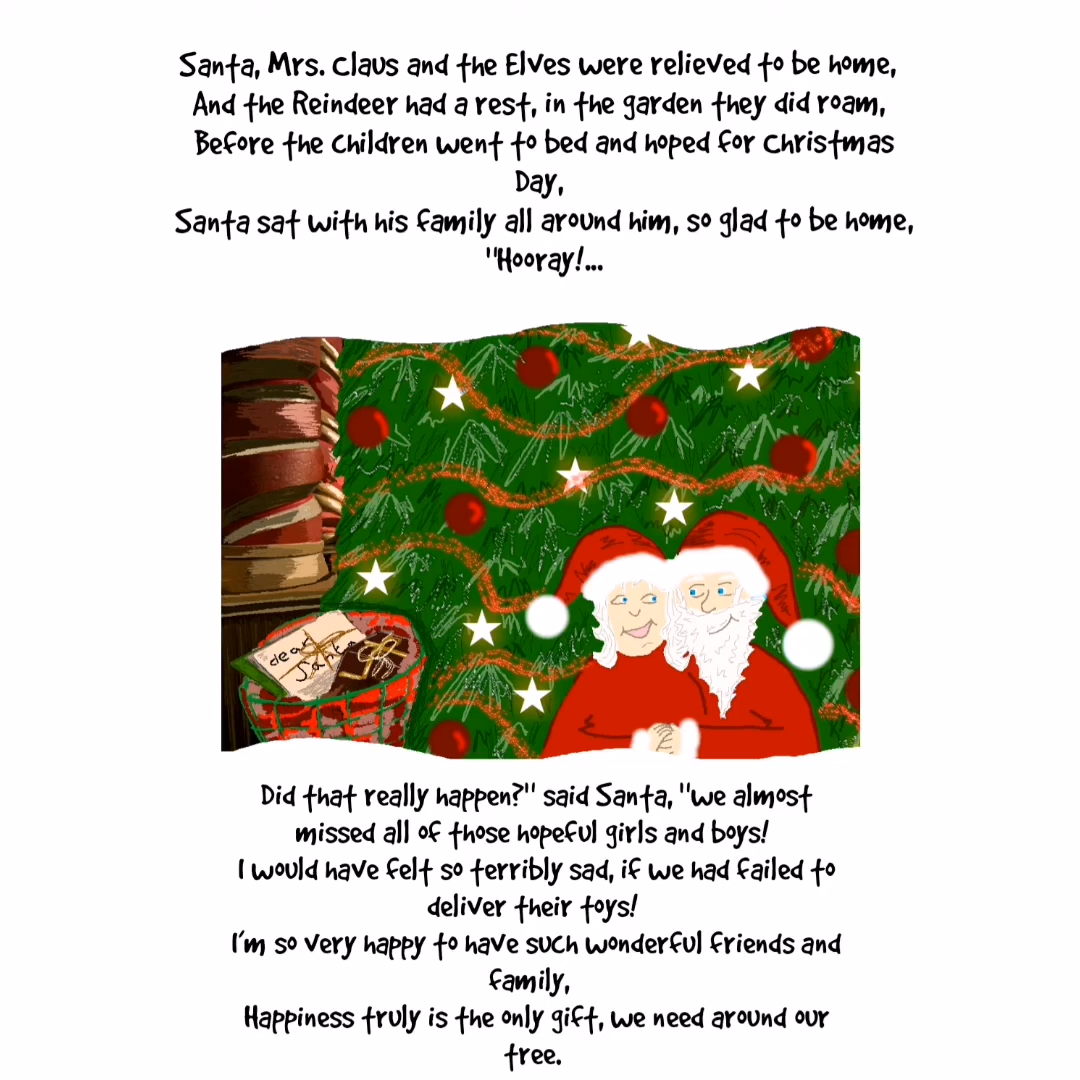 Santa, Mrs. Claus and the Elves were relieved to be home,
And the Reindeer had a rest, in the garden they did roam,
Before the Children went to bed and hoped for Christmas
Day,
Santa sat with his family all around him, so glad to be home,
"Hooray!...
dear
Santa
Did that really happen?" said Santa, "we almost
missed all of those hopeful girls and boys!
I would have felt so terribly sad, if we had failed to
deliver their toys!
I'm so very happy to have such wonderful friends and
family,
Happiness truly is the only gift, we need around our
tree.